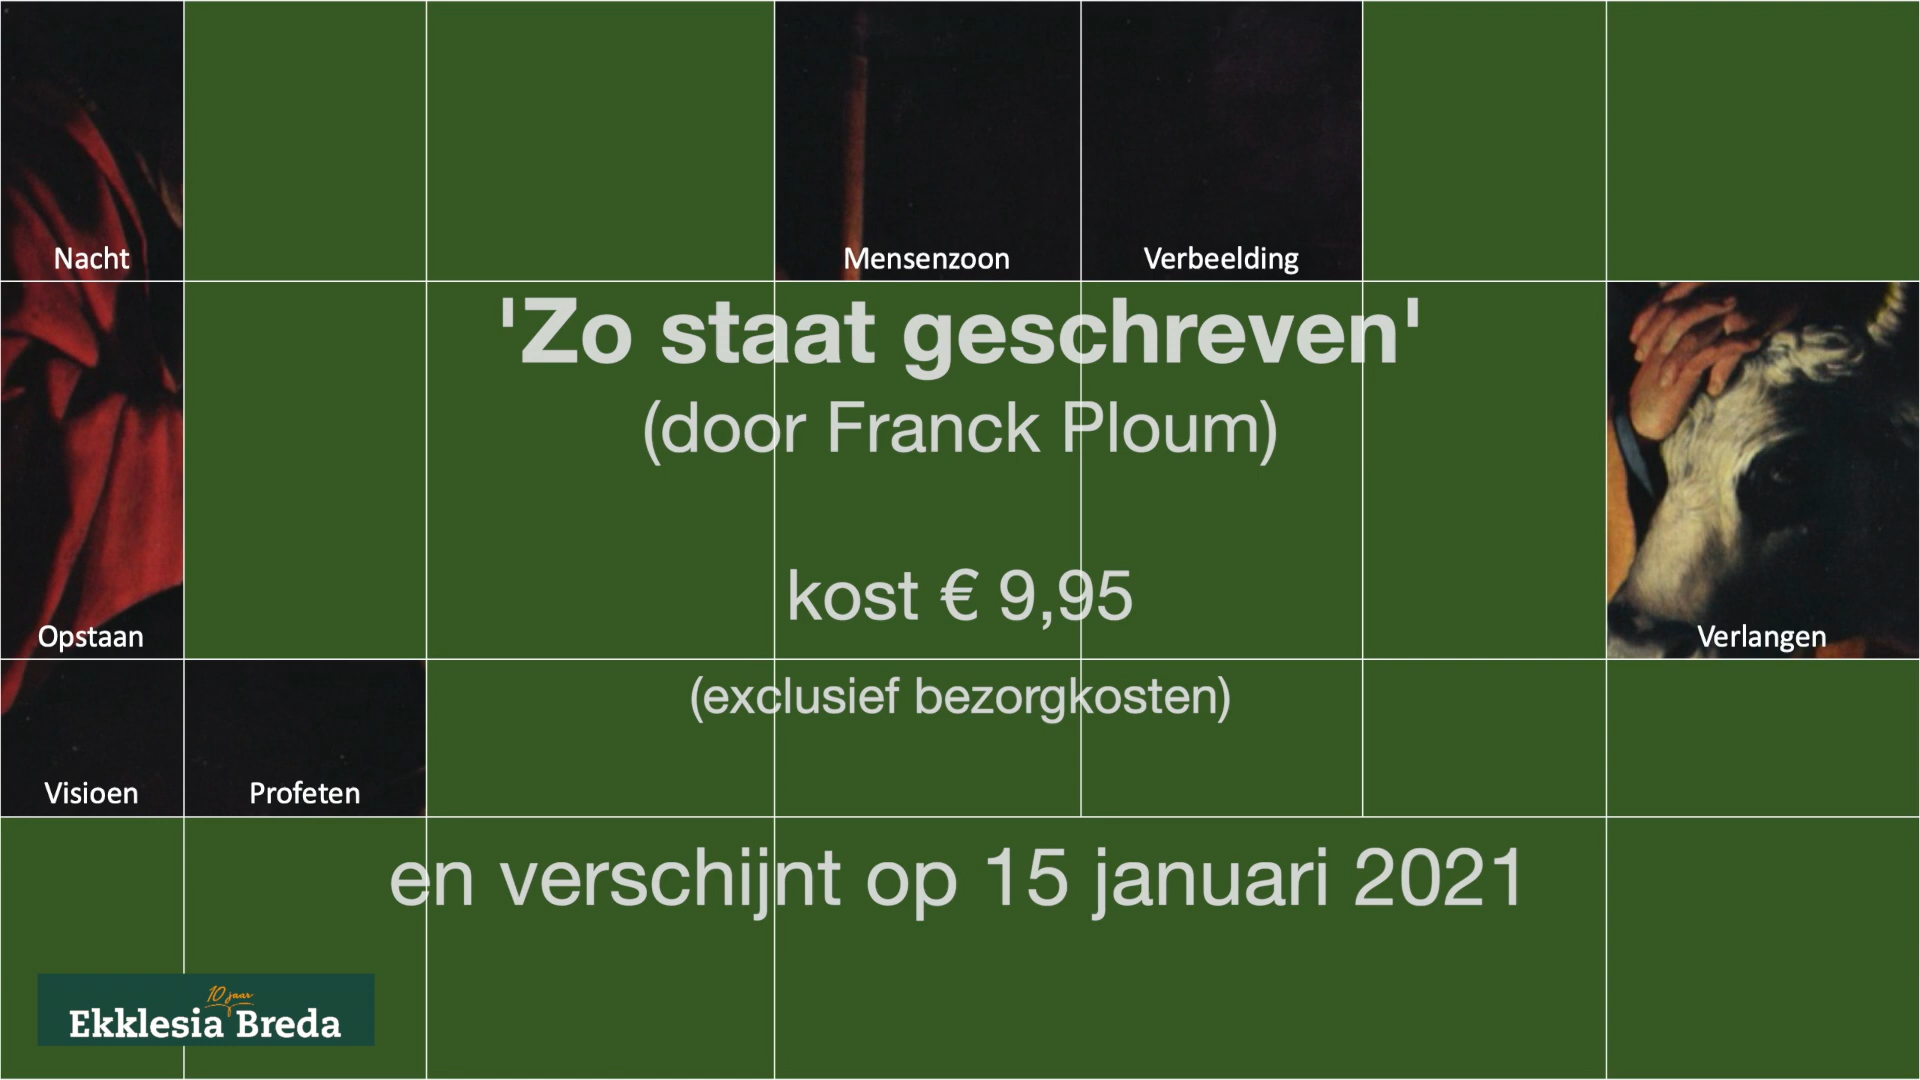 Nacht
Mensenzoon
Verbeelding
'Zo staat geschreven'
(door Franck Ploum)
kost € 9,95
Opstaan
Verlangen
(exclusief bezorgkosten)
Visioen
Profeten
en verschijnt op 15 januari 2021
10 jaar
Ekklesia Breda